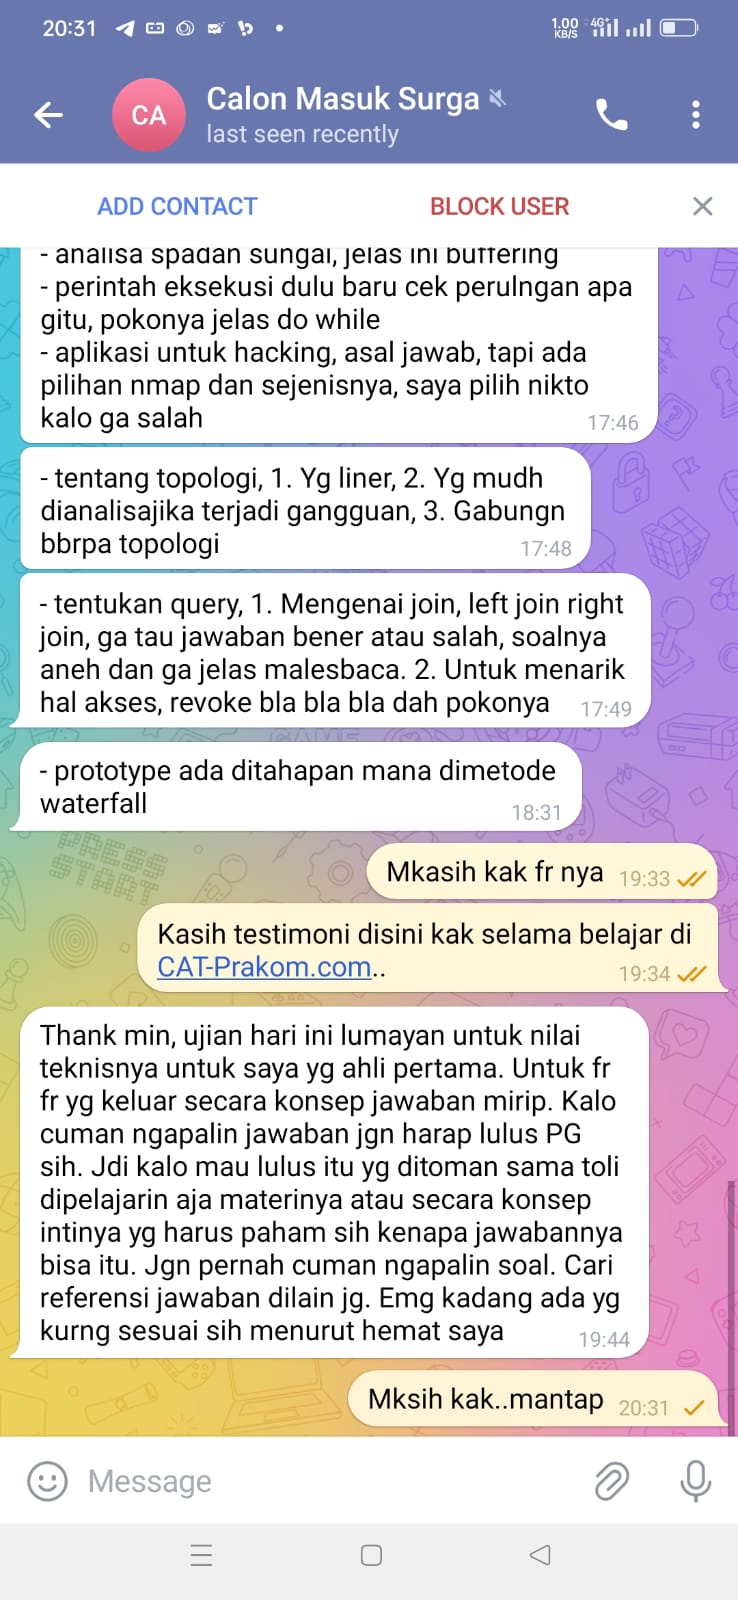 20:31
1.00 KB/S 4G+
CA
Calon Masuk Surga
last seen recently
ADD CONTACT
BLOCK USER
- analisa spadan sungai, jelas ini buffering
- perintah eksekusi dulu baru cek perulngan apa
gitu, pokonya jelas do while
- aplikasi untuk hacking, asal jawab, tapi ada
pilihan nmap dan sejenisnya, saya pilih nikto
kalo ga salah
17:46
- tentang topologi, 1. Yg liner, 2. Yg mudh
dianalisajika terjadi gangguan, 3. Gabungn
bbrpa topologi
17:48
- tentukan query, 1. Mengenai join, left join right
join, ga tau jawaban bener atau salah, soalnya
aneh dan ga jelas malesbaca. 2. Untuk menarik
hal akses, revoke bla bla bla dah pokonya
17:49
- prototype ada ditahapan mana dimetode
waterfall
18:31
PRESS
START
Mkasih kak fr nya
19:33
Kasih testimoni disini kak selama belajar di
CAT-Prakom.com..
19:34
Thank min, ujian hari ini lumayan untuk nilai
teknisnya untuk saya yg ahli pertama. Untuk fr
fr yg keluar secara konsep jawaban mirip. Kalo
cuman ngapalin jawaban jgn harap lulus PG
sih. Jdi kalo mau lulus itu yg ditoman sama toli
dipelajarin aja materinya atau secara konsep
intinya yg harus paham sih kenapa jawabannya
bisa itu. Jgn pernah cuman ngapalin soal. Cari
referensi jawaban dilain jg. Emg kadang ada yg
kurng sesuai sih menurut hemat saya
19:44
Mksih kak..mantap
20:31
Message